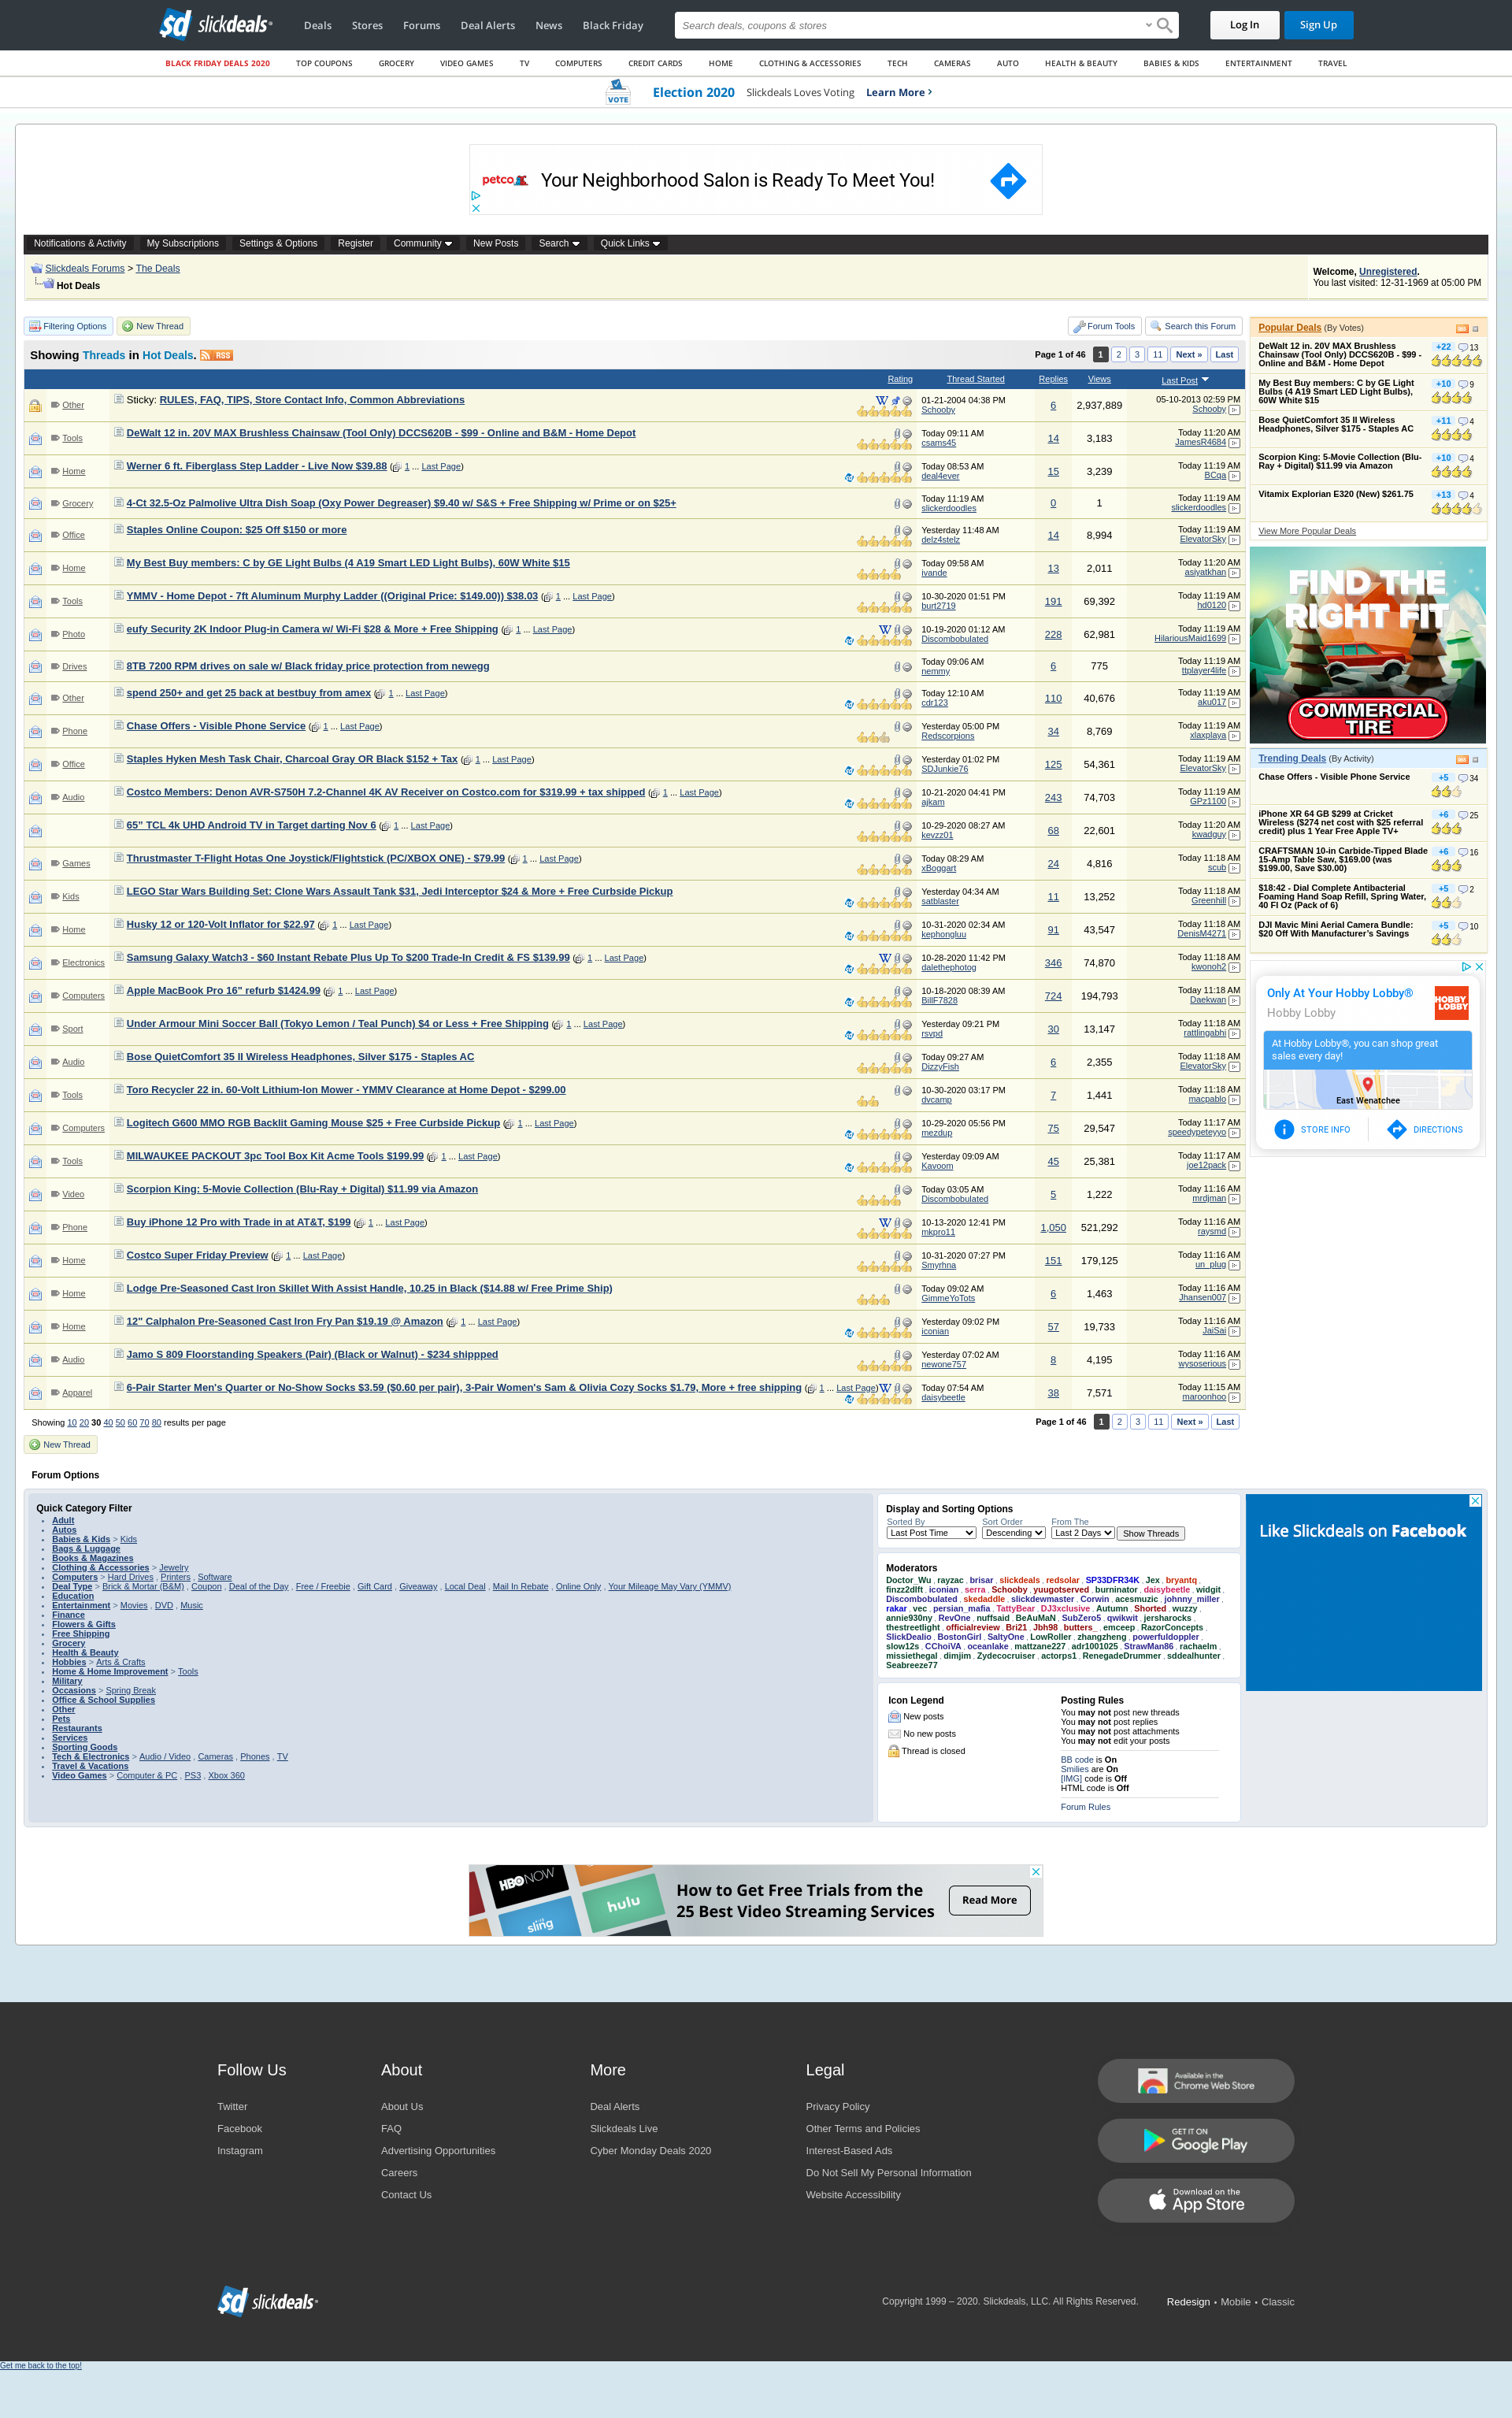 slickdeals
Deals Stores Forums Deal Alerts News Black Friday
Search deals, coupons & stores
Log In Sign Up
BLACK FRIDAY DEALS 2020 TOP COUPONS GROCERY VIDEO GAMES TV COMPUTERS CREDIT CARDS HOME CLOTHING & ACCESSORIES TECH CAMERAS AUTO HEALTH & BEAUTY BABIES & KIDS ENTERTAINMENT TRAVEL
VOTE Election 2020 Slickdeals Loves Voting Learn More ›
petco Your Neighborhood Salon is Ready To Meet You!
Notifications & Activity My Subscriptions Settings & Options Register Community New Posts Search Quick Links
Slickdeals Forums > The Deals
Hot Deals
Welcome, Unregistered.
You last visited: 12-31-1969 at 05:00 PM
Filtering Options New Thread Forum Tools Search this Forum
Showing Threads in Hot Deals. RSS
Page 1 of 46 1 2 3 11 Next » Last
Rating Thread Started Replies Views Last Post
Other Sticky: RULES, FAQ, TIPS, Store Contact Info, Common Abbreviations 01-21-2004 04:38 PM Schooby 6 2,937,889 05-10-2013 02:59 PM Schooby
Tools DeWalt 12 in. 20V MAX Brushless Chainsaw (Tool Only) DCCS620B - $99 - Online and B&M - Home Depot Today 09:11 AM csams45 14 3,183 Today 11:20 AM JamesR4684
Home Werner 6 ft. Fiberglass Step Ladder - Live Now $39.88 ( 1 ... Last Page) Today 08:53 AM deal4ever 15 3,239 Today 11:19 AM BCqa
Grocery 4-Ct 32.5-Oz Palmolive Ultra Dish Soap (Oxy Power Degreaser) $9.40 w/ S&S + Free Shipping w/ Prime or on $25+ Today 11:19 AM slickerdoodles 0 1 Today 11:19 AM slickerdoodles
Office Staples Online Coupon: $25 Off $150 or more Yesterday 11:48 AM delz4stelz 14 8,994 Today 11:19 AM ElevatorSky
Home My Best Buy members: C by GE Light Bulbs (4 A19 Smart LED Light Bulbs), 60W White $15 Today 09:58 AM ivande 13 2,011 Today 11:20 AM asiyatkhan
Tools YMMV - Home Depot - 7ft Aluminum Murphy Ladder ((Original Price: $149.00)) $38.03 ( 1 ... Last Page) 10-30-2020 01:51 PM burt2719 191 69,392 Today 11:19 AM hd0120
Photo eufy Security 2K Indoor Plug-in Camera w/ Wi-Fi $28 & More + Free Shipping ( 1 ... Last Page) 10-19-2020 01:12 AM Discombobulated 228 62,981 Today 11:19 AM HilariousMaid1699
Drives 8TB 7200 RPM drives on sale w/ Black friday price protection from newegg Today 09:06 AM nemmy 6 775 Today 11:19 AM ttplayer4life
Other spend 250+ and get 25 back at bestbuy from amex ( 1 ... Last Page) Today 12:10 AM cdr123 110 40,676 Today 11:19 AM aku017
Phone Chase Offers - Visible Phone Service ( 1 ... Last Page) Yesterday 05:00 PM Redscorpions 34 8,769 Today 11:19 AM xlaxplaya
Office Staples Hyken Mesh Task Chair, Charcoal Gray OR Black $152 + Tax ( 1 ... Last Page) Yesterday 01:02 PM SDJunkie76 125 54,361 Today 11:19 AM ElevatorSky
Audio Costco Members: Denon AVR-S750H 7.2-Channel 4K AV Receiver on Costco.com for $319.99 + tax shipped ( 1 ... Last Page) 10-21-2020 04:41 PM ajkam 243 74,703 Today 11:19 AM GPz1100
65” TCL 4k UHD Android TV in Target darting Nov 6 ( 1 ... Last Page) 10-29-2020 08:27 AM kevzz01 68 22,601 Today 11:20 AM kwadguy
Games Thrustmaster T-Flight Hotas One Joystick/Flightstick (PC/XBOX ONE) - $79.99 ( 1 ... Last Page) Today 08:29 AM xBoggart 24 4,816 Today 11:18 AM scub
Kids LEGO Star Wars Building Set: Clone Wars Assault Tank $31, Jedi Interceptor $24 & More + Free Curbside Pickup Yesterday 04:34 AM satblaster 11 13,252 Today 11:18 AM Greenhill
Home Husky 12 or 120-Volt Inflator for $22.97 ( 1 ... Last Page) 10-31-2020 02:34 AM kephongluu 91 43,547 Today 11:18 AM DenisM4271
Electronics Samsung Galaxy Watch3 - $60 Instant Rebate Plus Up To $200 Trade-In Credit & FS $139.99 ( 1 ... Last Page) 10-28-2020 11:42 PM dalethephotog 346 74,870 Today 11:18 AM kwonoh2
Computers Apple MacBook Pro 16" refurb $1424.99 ( 1 ... Last Page) 10-18-2020 08:39 AM BillF7828 724 194,793 Today 11:18 AM Daekwan
Sport Under Armour Mini Soccer Ball (Tokyo Lemon / Teal Punch) $4 or Less + Free Shipping ( 1 ... Last Page) Yesterday 09:21 PM rsvpd 30 13,147 Today 11:18 AM rattlingabhi
Audio Bose QuietComfort 35 II Wireless Headphones, Silver $175 - Staples AC Today 09:27 AM DizzyFish 6 2,355 Today 11:18 AM ElevatorSky
Tools Toro Recycler 22 in. 60-Volt Lithium-Ion Mower - YMMV Clearance at Home Depot - $299.00 10-30-2020 03:17 PM dvcamp 7 1,441 Today 11:18 AM macpablo
Computers Logitech G600 MMO RGB Backlit Gaming Mouse $25 + Free Curbside Pickup ( 1 ... Last Page) 10-29-2020 05:56 PM mezdup 75 29,547 Today 11:17 AM speedypeteyyo
Tools MILWAUKEE PACKOUT 3pc Tool Box Kit Acme Tools $199.99 ( 1 ... Last Page) Yesterday 09:09 AM Kavoom 45 25,381 Today 11:17 AM joe12pack
Video Scorpion King: 5-Movie Collection (Blu-Ray + Digital) $11.99 via Amazon Today 03:05 AM Discombobulated 5 1,222 Today 11:16 AM mrdjman
Phone Buy iPhone 12 Pro with Trade in at AT&T, $199 ( 1 ... Last Page) 10-13-2020 12:41 PM mkpro11 1,050 521,292 Today 11:16 AM raysmd
Home Costco Super Friday Preview ( 1 ... Last Page) 10-31-2020 07:27 PM Smyrhna 151 179,125 Today 11:16 AM un_plug
Home Lodge Pre-Seasoned Cast Iron Skillet With Assist Handle, 10.25 in Black ($14.88 w/ Free Prime Ship) Today 09:02 AM GimmeYoTots 6 1,463 Today 11:16 AM Jhansen007
Home 12" Calphalon Pre-Seasoned Cast Iron Fry Pan $19.19 @ Amazon ( 1 ... Last Page) Yesterday 09:02 PM iconian 57 19,733 Today 11:16 AM JaiSai
Audio Jamo S 809 Floorstanding Speakers (Pair) (Black or Walnut) - $234 shippped Yesterday 07:02 AM newone757 8 4,195 Today 11:16 AM wysoserious
Apparel 6-Pair Starter Men's Quarter or No-Show Socks $3.59 ($0.60 per pair), 3-Pair Women's Sam & Olivia Cozy Socks $1.79, More + free shipping ( 1 ... Last Page) Today 07:54 AM daisybeetle 38 7,571 Today 11:15 AM maroonhoo
Showing 10 20 30 40 50 60 70 80 results per page
Page 1 of 46 1 2 3 11 Next » Last
New Thread
Popular Deals (By Votes)
DeWalt 12 in. 20V MAX Brushless Chainsaw (Tool Only) DCCS620B - $99 - Online and B&M - Home Depot +22 13
My Best Buy members: C by GE Light Bulbs (4 A19 Smart LED Light Bulbs), 60W White $15 +10 9
Bose QuietComfort 35 II Wireless Headphones, Silver $175 - Staples AC +11 4
Scorpion King: 5-Movie Collection (Blu-Ray + Digital) $11.99 via Amazon +10 4
Vitamix Explorian E320 (New) $261.75 +13 4
View More Popular Deals
FIND THE
RIGHT FIT
COMMERCIAL
TIRE
Trending Deals (By Activity)
Chase Offers - Visible Phone Service +5 34
iPhone XR 64 GB $299 at Cricket Wireless ($274 net cost with $25 referral credit) plus 1 Year Free Apple TV+ +6 25
CRAFTSMAN 10-in Carbide-Tipped Blade 15-Amp Table Saw, $169.00 (was $199.00, Save $30.00) +6 16
$18:42 - Dial Complete Antibacterial Foaming Hand Soap Refill, Spring Water, 40 Fl Oz (Pack of 6) +5 2
DJI Mavic Mini Aerial Camera Bundle: $20 Off With Manufacturer's Savings +5 10
Only At Your Hobby Lobby®
Hobby Lobby
HOBBY LOBBY
At Hobby Lobby®, you can shop great
sales every day!
East Wenatchee
STORE INFO DIRECTIONS
Forum Options
Quick Category Filter
Adult
Autos
Babies & Kids > Kids
Bags & Luggage
Books & Magazines
Clothing & Accessories > Jewelry
Computers > Hard Drives , Printers , Software
Deal Type > Brick & Mortar (B&M) , Coupon , Deal of the Day , Free / Freebie , Gift Card , Giveaway , Local Deal , Mail In Rebate , Online Only , Your Mileage May Vary (YMMV)
Education
Entertainment > Movies , DVD , Music
Finance
Flowers & Gifts
Free Shipping
Grocery
Health & Beauty
Hobbies > Arts & Crafts
Home & Home Improvement > Tools
Military
Occasions > Spring Break
Office & School Supplies
Other
Pets
Restaurants
Services
Sporting Goods
Tech & Electronics > Audio / Video , Cameras , Phones , TV
Travel & Vacations
Video Games > Computer & PC , PS3 , Xbox 360
Display and Sorting Options
Sorted By Sort Order From The
Last Post Time Descending Last 2 Days Show Threads
Moderators
Doctor_Wu , rayzac , brisar , slickdeals , redsolar , SP33DFR34K , Jex , bryantq ,
finzz2dlft , iconian , serra , Schooby , yuugotserved , burninator , daisybeetle , widgit ,
Discombobulated , skedaddle , slickdewmaster , Corwin , acesmuzic , johnny_miller ,
rakar , vec , persian_mafia , TattyBear , DJ3xclusive , Autumn , Shorted , wuzzy ,
annie930ny , RevOne , nuffsaid , BeAuMaN , SubZero5 , qwikwit , jersharocks ,
thestreetlight , officialreview , Bri21 , Jbh98 , butters_ , emceep , RazorConcepts ,
SlickDealio , BostonGirl , SaltyOne , LowRoller , zhangzheng , powerfuldoppler ,
slow12s , CChoiVA , oceanlake , mattzane227 , adr1001025 , StrawMan86 , rachaelm ,
missiethegal , dimjim , Zydecocruiser , actorps1 , RenegadeDrummer , sddealhunter ,
Seabreeze77
Icon Legend
New posts
No new posts
Thread is closed
Posting Rules
You may not post new threads
You may not post replies
You may not post attachments
You may not edit your posts
BB code is On
Smilies are On
[IMG] code is Off
HTML code is Off
Forum Rules
Like Slickdeals on Facebook
HBO NOW hulu sling
How to Get Free Trials from the
25 Best Video Streaming Services
Read More
Follow Us
Twitter
Facebook
Instagram
About
About Us
FAQ
Advertising Opportunities
Careers
Contact Us
More
Deal Alerts
Slickdeals Live
Cyber Monday Deals 2020
Legal
Privacy Policy
Other Terms and Policies
Interest-Based Ads
Do Not Sell My Personal Information
Website Accessibility
Available in the
Chrome Web Store
GET IT ON
Google Play
Download on the
App Store
slickdeals
Copyright 1999 – 2020. Slickdeals, LLC. All Rights Reserved. Redesign • Mobile • Classic
Get me back to the top!